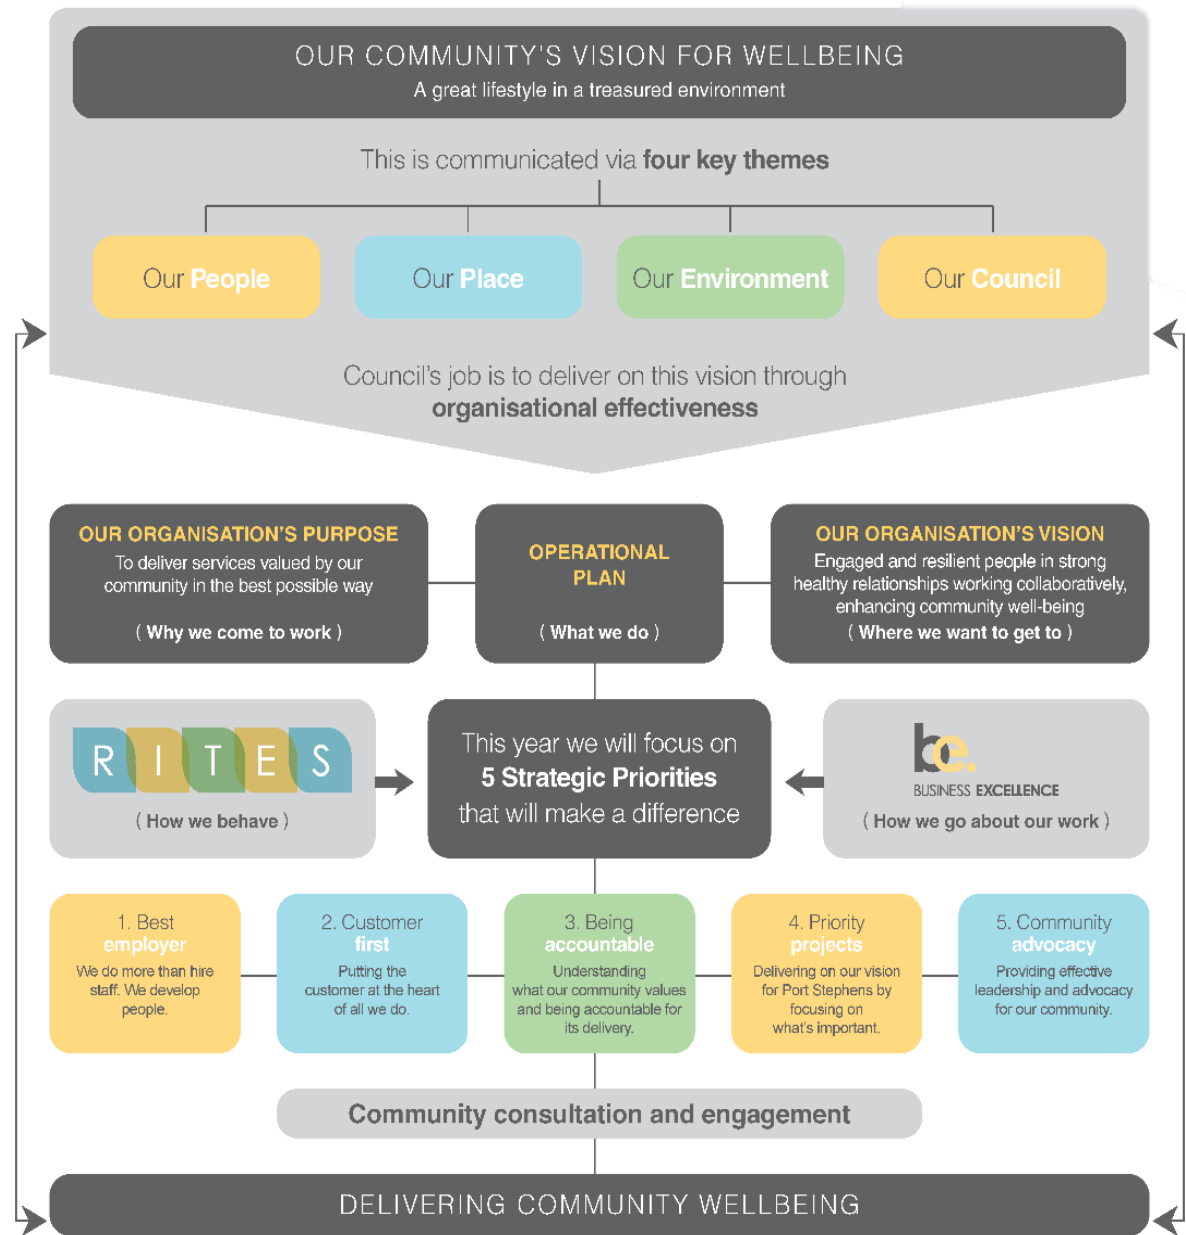 OUR COMMUNITY'S VISION FOR WELLBEING
A great lifestyle in a treasured environment
This is communicated via four key themes
Our People
Our Place
Our Environment
Our Council
Council's job is to deliver on this vision through
organisational effectiveness
OUR ORGANISATION'S PURPOSE
To deliver services valued by our
community in the best possible way
( Why we come to work )
OPERATIONAL
PLAN
( What we do )
OUR ORGANISATION'S VISION
Engaged and resilient people in strong
healthy relationships working collaboratively,
enhancing community well-being
( Where we want to get to )
RITES
( How we behave )
This year we will focus on
5 Strategic Priorities
that will make a difference
be.
BUSINESS EXCELLENCE
( How we go about our work )
1. Best
employer
We do more than hire
staff. We develop
people.
2. Customer
first
Putting the
customer at the heart
of all we do.
3. Being
accountable
Understanding
what our community values
and being accountable for
its delivery.
4. Priority
projects
Delivering on our vision
for Port Stephens by
focusing on
what's important.
5. Community
advocacy
Providing effective
leadership and advocacy
for our community.
Community consultation and engagement
DELIVERING COMMUNITY WELLBEING